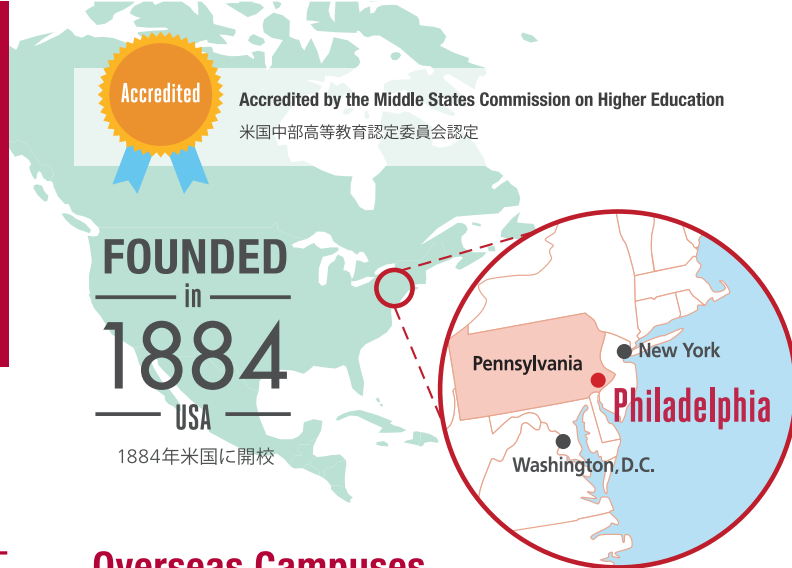 Accredited
Accredited by the Middle States Commission on Higher Education
米国中部高等教育認定委員会認定
FOUNDED
in
1884
USA
1884年米国に開校
Pennsylvania
New York
Philadelphia
Washington, D.C.
Overseas Campuses